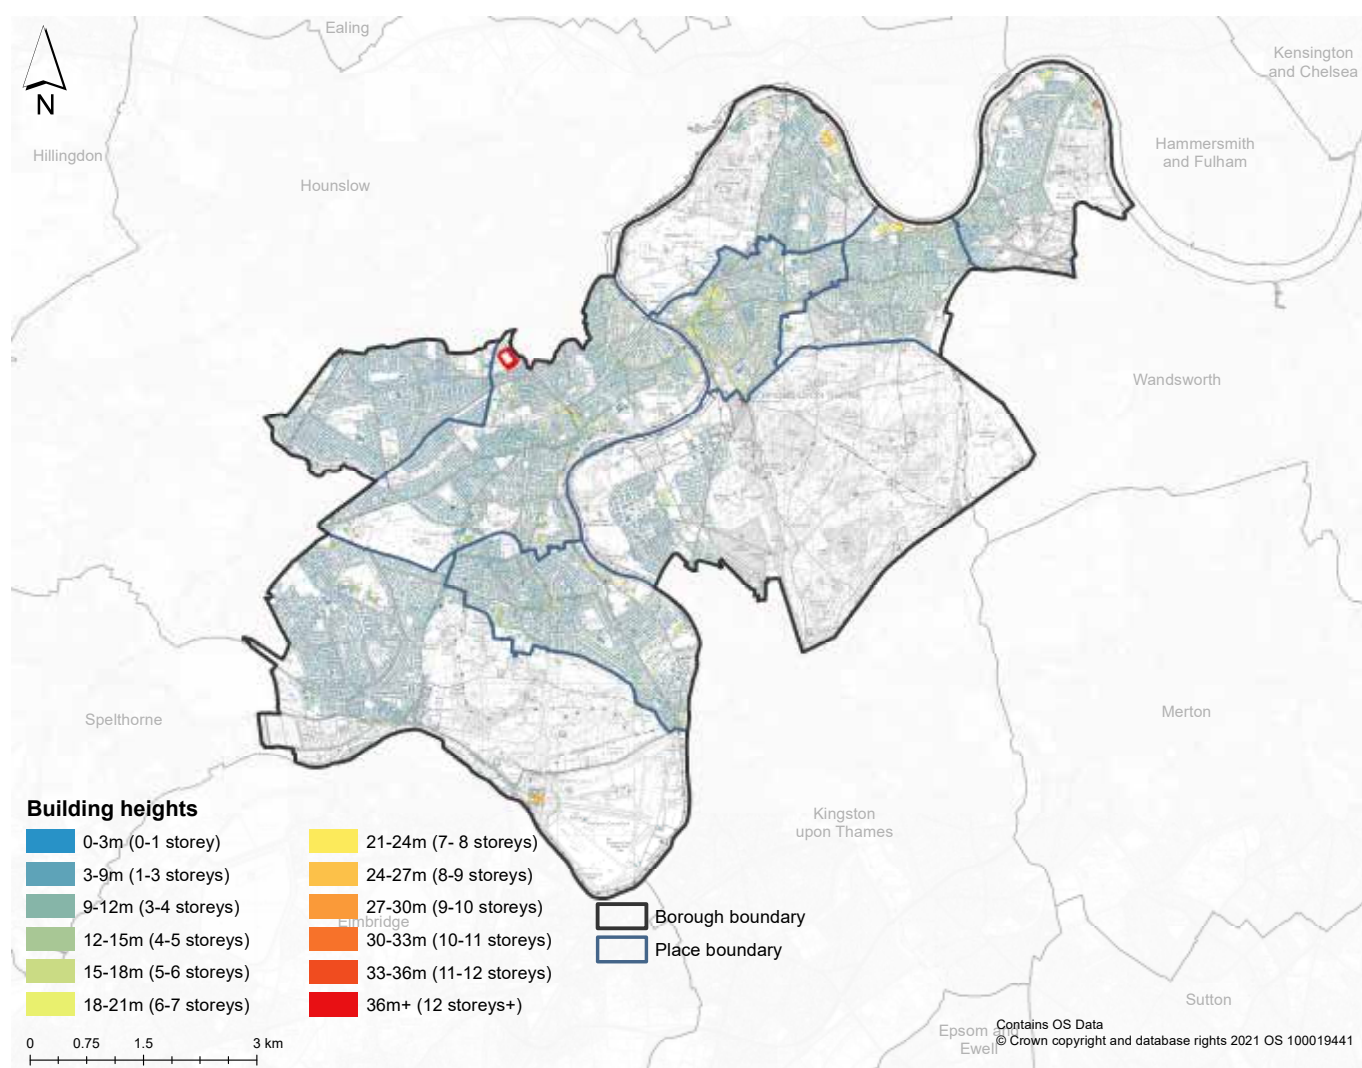 Ealing
Kensington
and Chelsea
N
Hillingdon
Hounslow
Hammersmith
and Fulham
Wandsworth
Spelthorne
Merton
Kingston
upon Thames
Building heights
0-3m (0-1 storey)
3-9m (1-3 storeys)
9-12m (3-4 storeys)
12-15m (4-5 storeys)
15-18m (5-6 storeys)
18-21m (6-7 storeys)
21-24m (7- 8 storeys)
24-27m (8-9 storeys)
27-30m (9-10 storeys)
Elmbridge
30-33m (10-11 storeys)
33-36m (11-12 storeys)
36m+ (12 storeys+)
Borough boundary
Place boundary
Sutton
Epsom and
Ewell
Contains OS Data
© Crown copyright and database rights 2021 OS 100019441
0 0.75 1.5 3 km